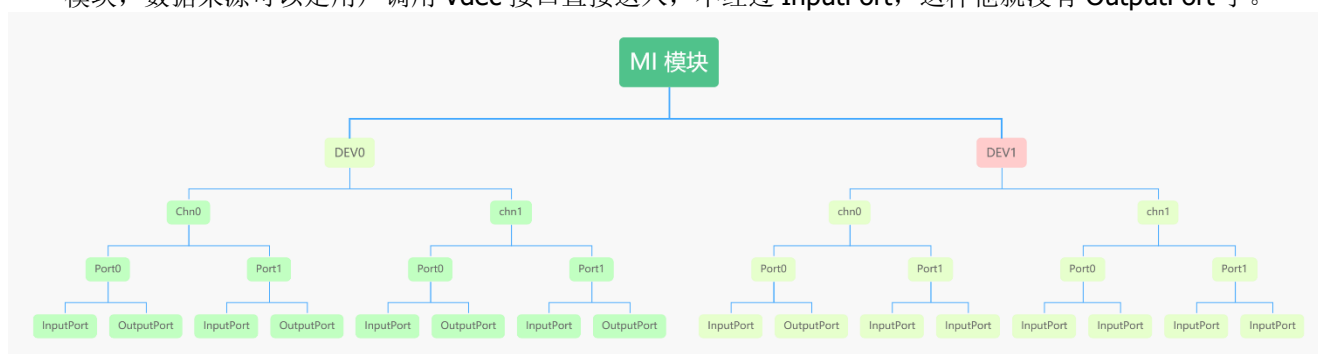 模块，数据来源可以是用户调用 Vdec 接口直接送入，不经过 InputPort，这样他就没有 OutputPort 了。
MI 模块
DEV0 DEV1
Chn0 chn1 chn0 chn1
Port0 Port1 Port0 Port1 Port0 Port1 Port0 Port1
InputPort OutputPort InputPort OutputPort InputPort OutputPort InputPort OutputPort InputPort OutputPort InputPort InputPort InputPort InputPort InputPort InputPort